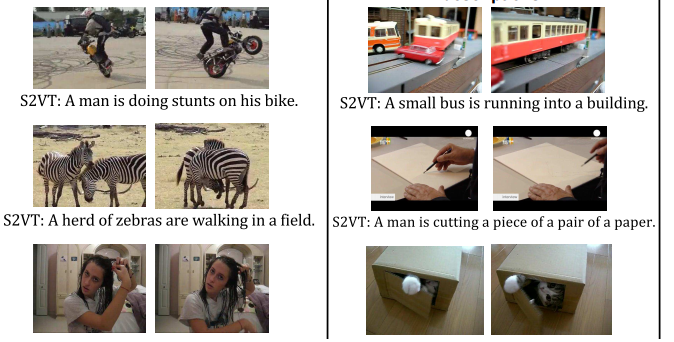 S2VT: A man is doing stunts on his bike.
S2VT: A herd of zebras are walking in a field.
S2VT: A small bus is running into a building.
S2VT: A man is cutting a piece of a pair of a paper.